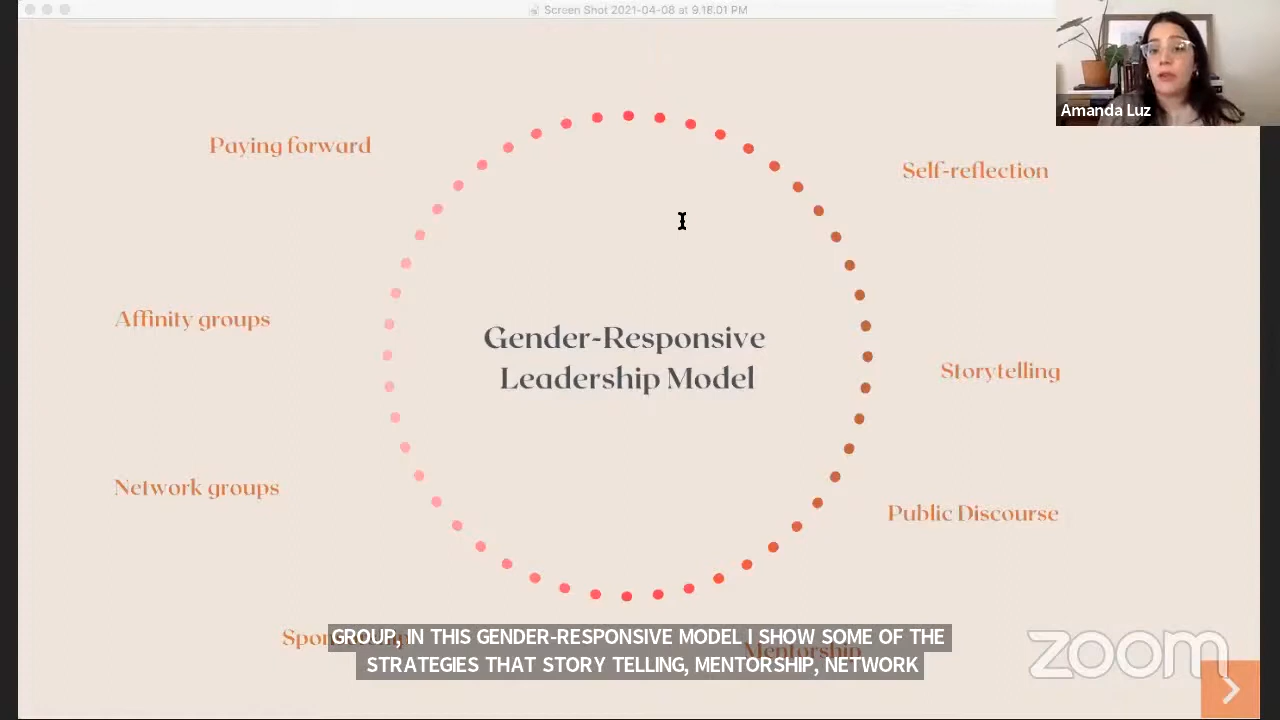 Screen Shot 2021-04-08 at 9.18.01 PM
Amanda Luz
Paying forward
Self-reflection
Affinity groups
Gender-Responsive
Leadership Model
Storytelling
Network groups
Public Discourse
Mentorship
GROUP, IN THIS GENDER-RESPONSIVE MODEL I SHOW SOME OF THE
STRATEGIES THAT STORY TELLING, MENTORSHIP, NETWORK
zoom